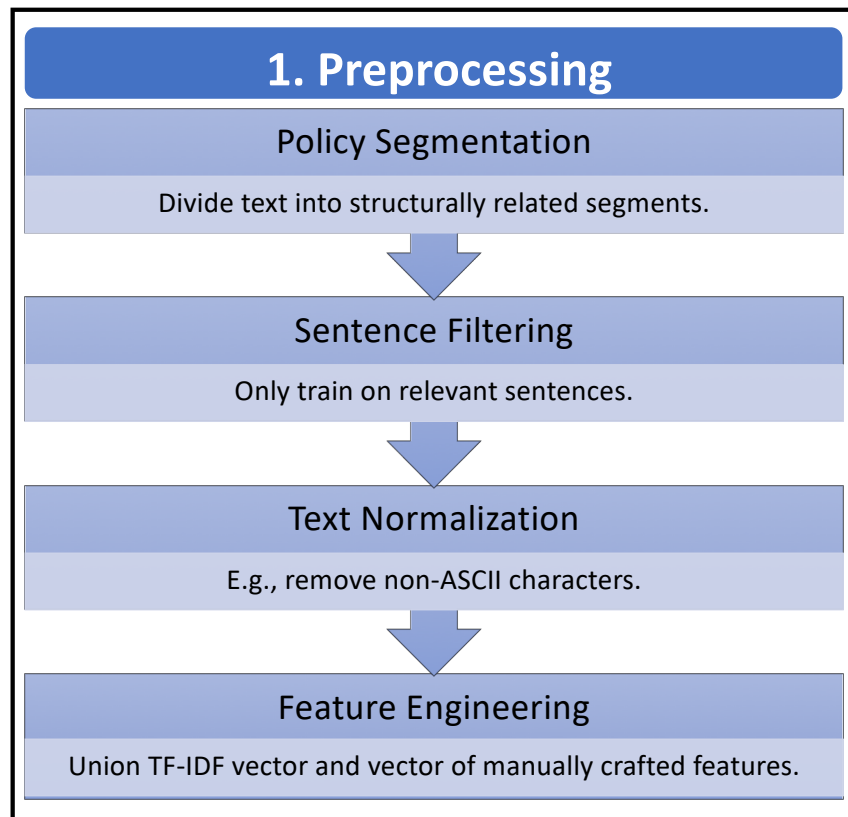 1. Preprocessing
Policy Segmentation
Divide text into structurally related segments.
Sentence Filtering
Only train on relevant sentences.
Text Normalization
E.g., remove non-ASCII characters.
Feature Engineering
Union TF-IDF vector and vector of manually crafted features.